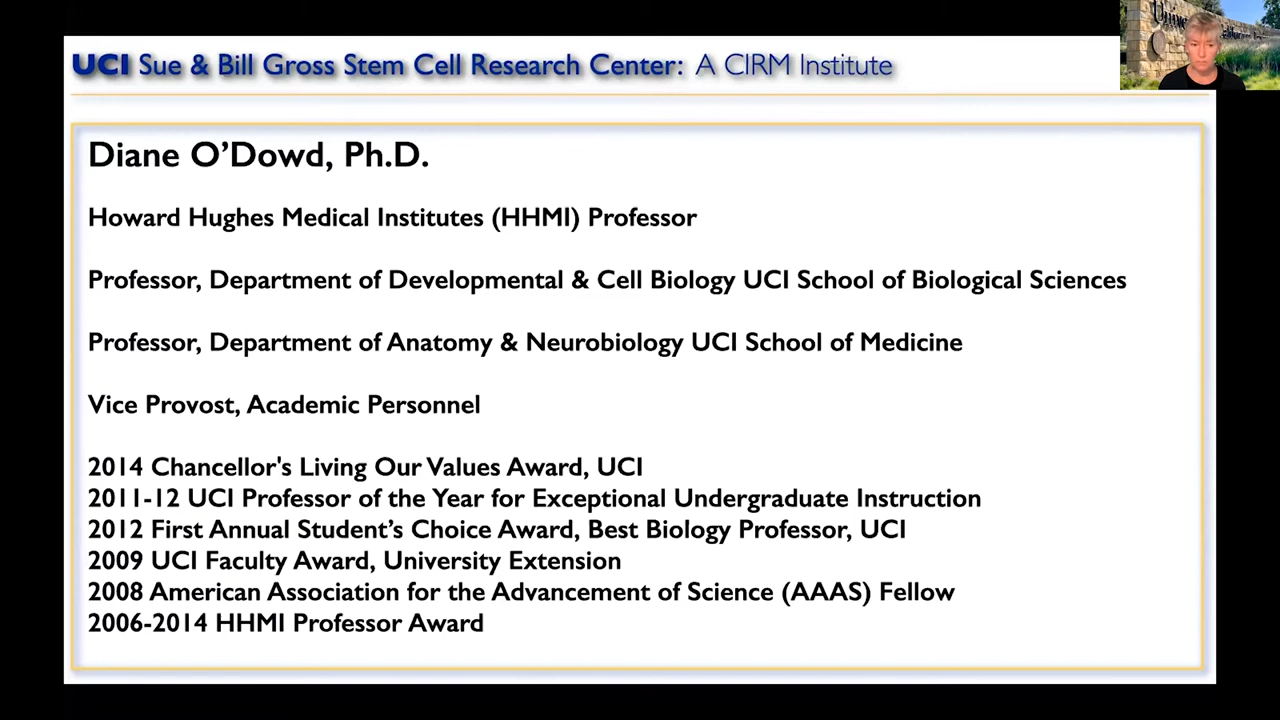 UCI Sue & Bill Gross Stem Cell Research Center: A CIRM Institute
Diane O’Dowd, Ph.D.
Howard Hughes Medical Institutes (HHMI) Professor
Professor, Department of Developmental & Cell Biology UCI School of Biological Sciences
Professor, Department of Anatomy & Neurobiology UCI School of Medicine
Vice Provost, Academic Personnel
2014 Chancellor's Living Our Values Award, UCI
2011-12 UCI Professor of the Year for Exceptional Undergraduate Instruction
2012 First Annual Student’s Choice Award, Best Biology Professor, UCI
2009 UCI Faculty Award, University Extension
2008 American Association for the Advancement of Science (AAAS) Fellow
2006-2014 HHMI Professor Award